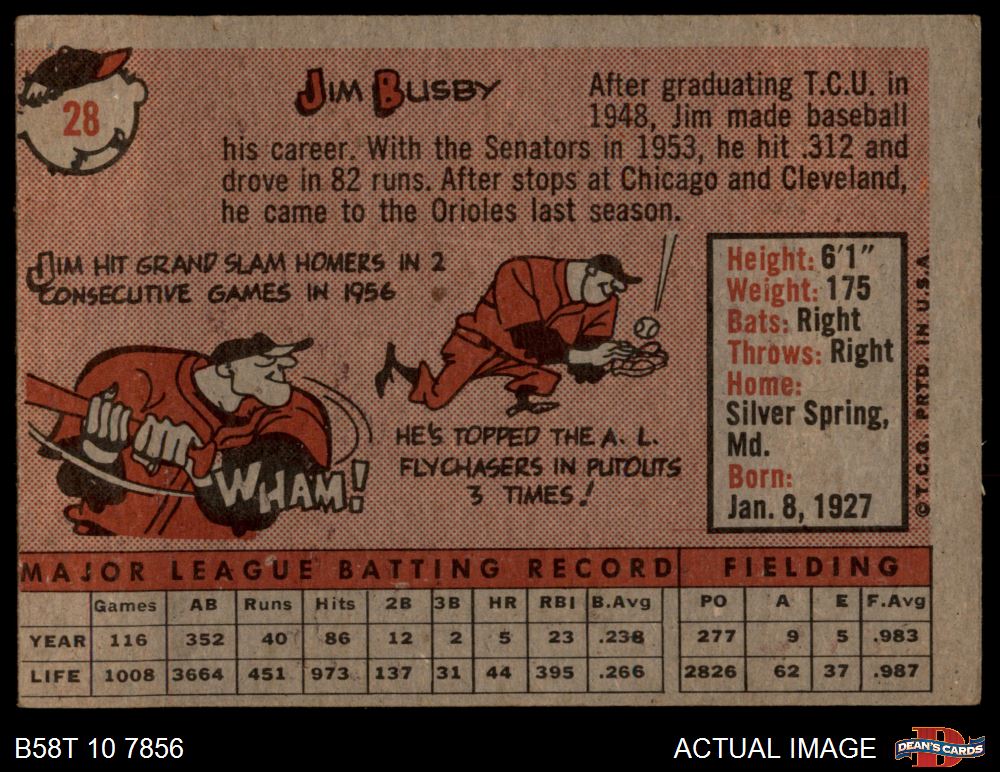 28
JIM BUSBY
After graduating T.C.U. in
1948, Jim made baseball
his career. With the Senators in 1953, he hit .312 and
drove in 82 runs. After stops at Chicago and Cleveland,
he came to the Orioles last season.
JIM HIT GRAND SLAM HOMERS IN 2
CONSECUTIVE GAMES IN 1956
WHAM!
HE'S TOPPED THE A. L.
FLYCHASERS IN PUTOUTS
3 TIMES!
Height: 6'1"
Weight: 175
Bats: Right
Throws: Right
Home:
Silver Spring,
Md.
Born:
Jan. 8, 1927
©T.C.G. PRTD. IN U.S.A.
MAJOR LEAGUE BATTING RECORD FIELDING
Games AB Runs Hits 2B 3B HR RBI B.Avg PO A E F.Avg
YEAR 116 352 40 86 12 2 5 23 .238 277 9 5 .983
LIFE 1008 3664 451 973 137 31 44 395 .266 2826 62 37 .987
B58T 10 7856
ACTUAL IMAGE
D
DEAN'S CARDS